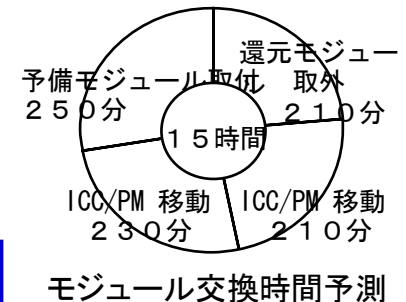 還元モジュー
取外
２１０分
予備モジュール取付
２５０分
１５時間
ICC/PM 移動
２３０分
ICC/PM 移動
２１０分
モジュール交換時間予測